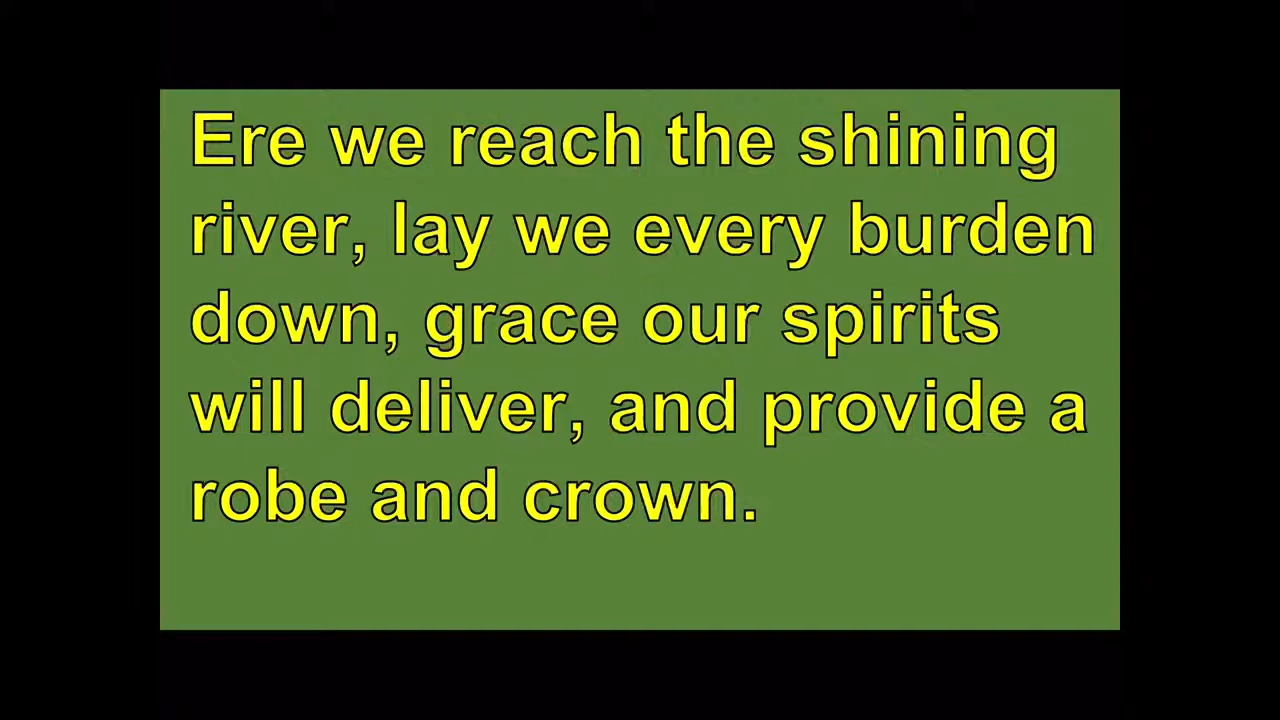 Ere we reach the shining
river, lay we every burden
down, grace our spirits
will deliver, and provide a
robe and crown.